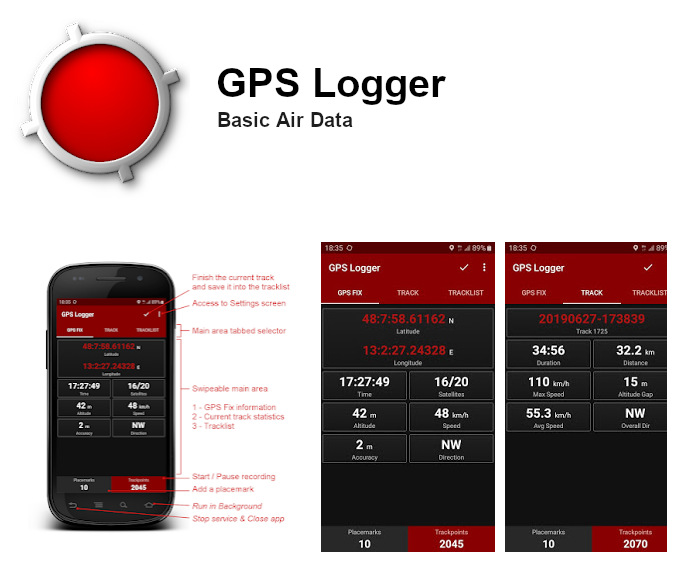 GPS Logger
Basic Air Data
18:35 89%
GPS Logger
GPS FIX TRACK TRACKLIST
48:7:58.61162 N
Latitude
13:2:27.24328 E
Longitude
17:27:49 16/20
Time Satellites
42 m 48 km/h
Altitude Speed
2 m NW
Accuracy Direction
Placemarks Trackpoints
10 2045
Finish the current track
and save it into the tracklist
Access to Settings screen
Main area tabbed selector
Swipeable main area
1 - GPS Fix information
2 - Current track statistics
3 - Tracklist
Start / Pause recording
Add a placemark
Run in Background
Stop service & Close app
18:35 89%
GPS Logger
GPS FIX TRACK TRACKLIST
48:7:58.61162 N
Latitude
13:2:27.24328 E
Longitude
17:27:49 16/20
Time Satellites
42 m 48 km/h
Altitude Speed
2 m NW
Accuracy Direction
Placemarks Trackpoints
10 2045
18:35 89%
GPS Logger
GPS FIX TRACK TRACKLIST
20190627-173839
Track 1725
34:56 32.2 km
Duration Distance
110 km/h 15 m
Max Speed Altitude Gap
55.3 km/h NW
Avg Speed Overall Dir
Placemarks Trackpoints
10 2070